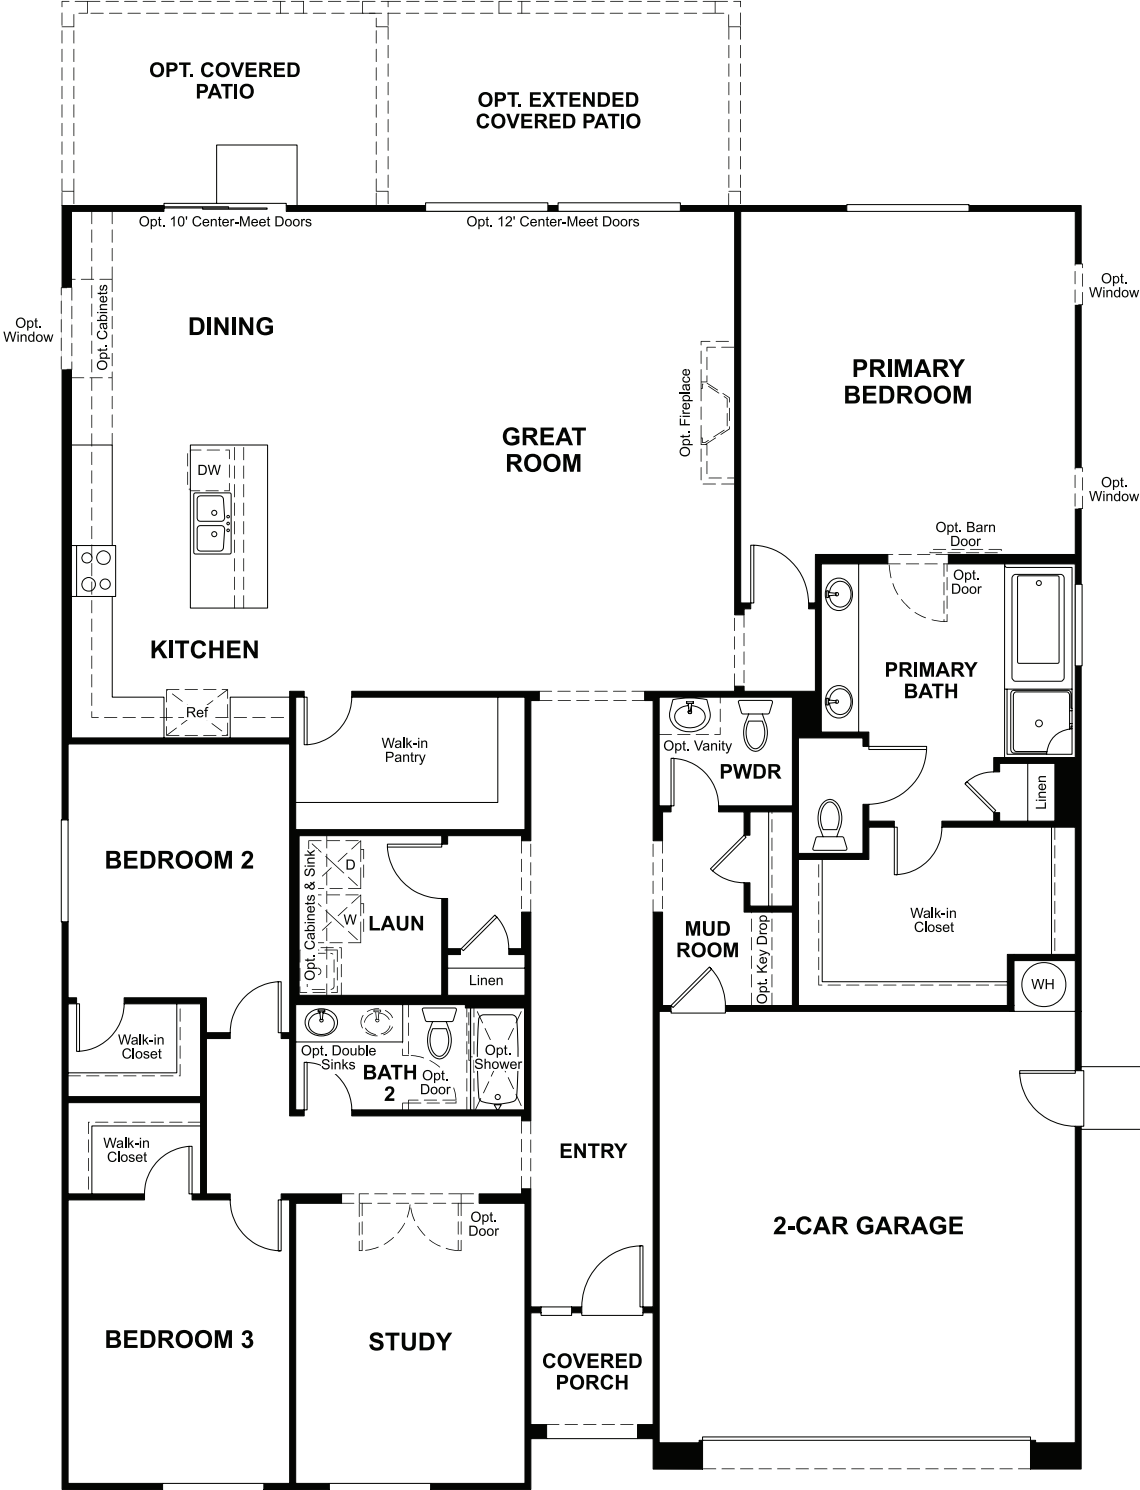 OPT. COVERED
PATIO
OPT. EXTENDED
COVERED PATIO
Opt. 10' Center-Meet Doors
Opt. 12' Center-Meet Doors
Opt.
Window
Opt. Cabinets
DINING
Opt.
Window
PRIMARY
BEDROOM
Opt. Fireplace
GREAT
ROOM
DW
Opt.
Window
Opt. Barn
Door
Opt.
Door
KITCHEN
PRIMARY
BATH
Ref
Walk-in
Pantry
Opt. Vanity
PWDR
Linen
BEDROOM 2
Opt. Cabinets & Sink
D
W
LAUN
MUD
ROOM
Opt. Key Drop
Walk-in
Closet
Linen
WH
Walk-in
Closet
Opt. Double
Sinks
BATH
2
Opt.
Door
Opt.
Shower
Walk-in
Closet
ENTRY
Opt.
Door
2-CAR GARAGE
BEDROOM 3
STUDY
COVERED
PORCH